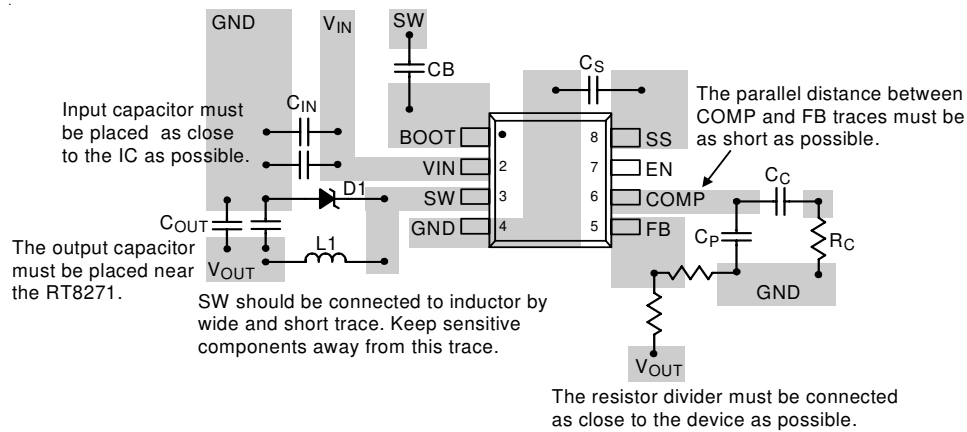 GND
VIN
SW
CB
CS
Input capacitor must
be placed as close
to the IC as possible.
CIN
The parallel distance between
COMP and FB traces must be
as short as possible.
BOOT
VIN
SW
GND
2
3
4
8
7
6
5
SS
EN
COMP
FB
D1
CC
COUT
L1
CP
RC
The output capacitor
must be placed near
the RT8271.
VOUT
GND
SW should be connected to inductor by
wide and short trace. Keep sensitive
components away from this trace.
VOUT
The resistor divider must be connected
as close to the device as possible.